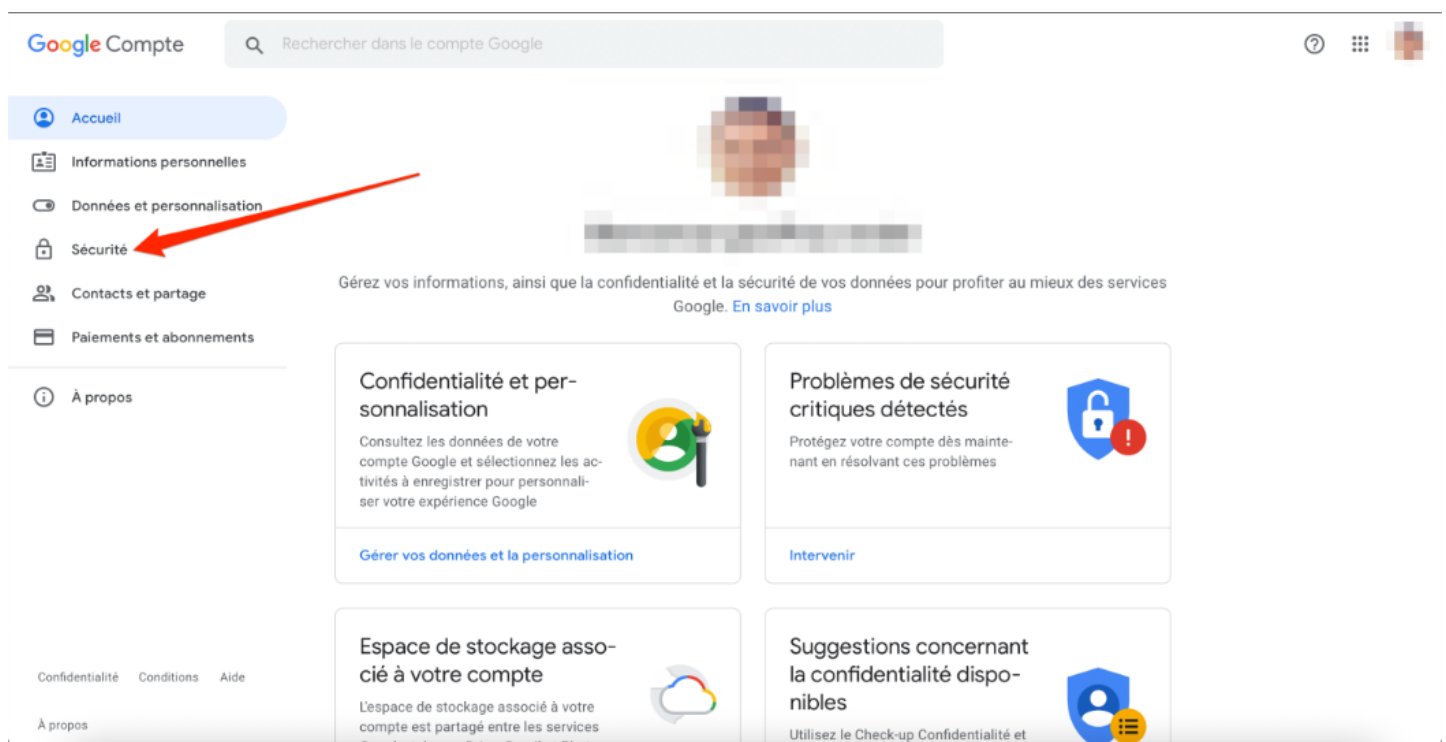 Google Compte
Rechercher dans le compte Google
Accueil
Informations personnelles
Données et personnalisation
Sécurité
Contacts et partage
Paiements et abonnements
À propos
Gérez vos informations, ainsi que la confidentialité et la sécurité de vos données pour profiter au mieux des services
Google. En savoir plus
Confidentialité et per-
sonnalisation
Consultez les données de votre
compte Google et sélectionnez les ac-
tivités à enregistrer pour personnali-
ser votre expérience Google
Gérer vos données et la personnalisation
Problèmes de sécurité
critiques détectés
Protégez votre compte dès mainte-
nant en résolvant ces problèmes
Intervenir
Espace de stockage asso-
cié à votre compte
L'espace de stockage associé à votre
compte est partagé entre les services
Suggestions concernant
la confidentialité dispo-
nibles
Utilisez le Check-up Confidentialité et
Confidentialité Conditions Aide
À propos